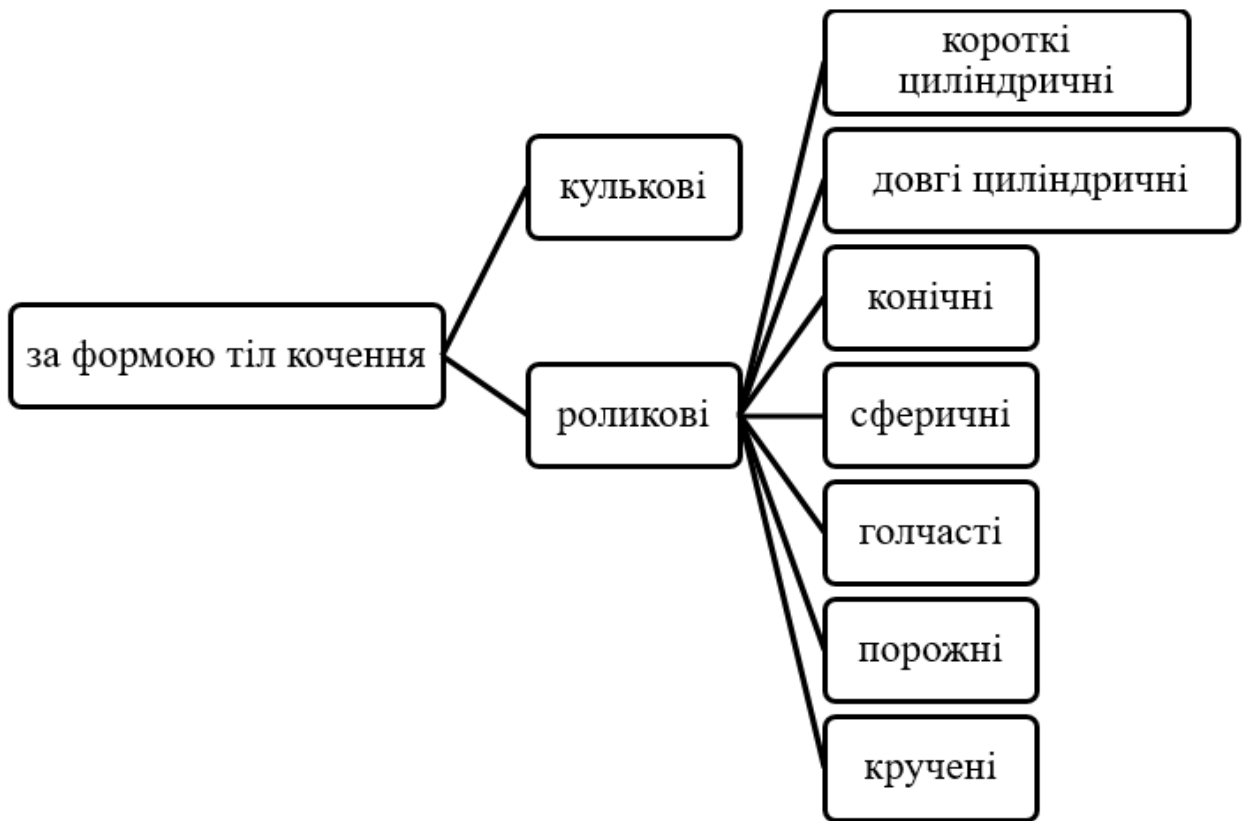 за формою тіл кочення
кулькові
роликові
короткі
циліндричні
довгі циліндричні
конічні
сферичні
голчасті
порожні
кручені